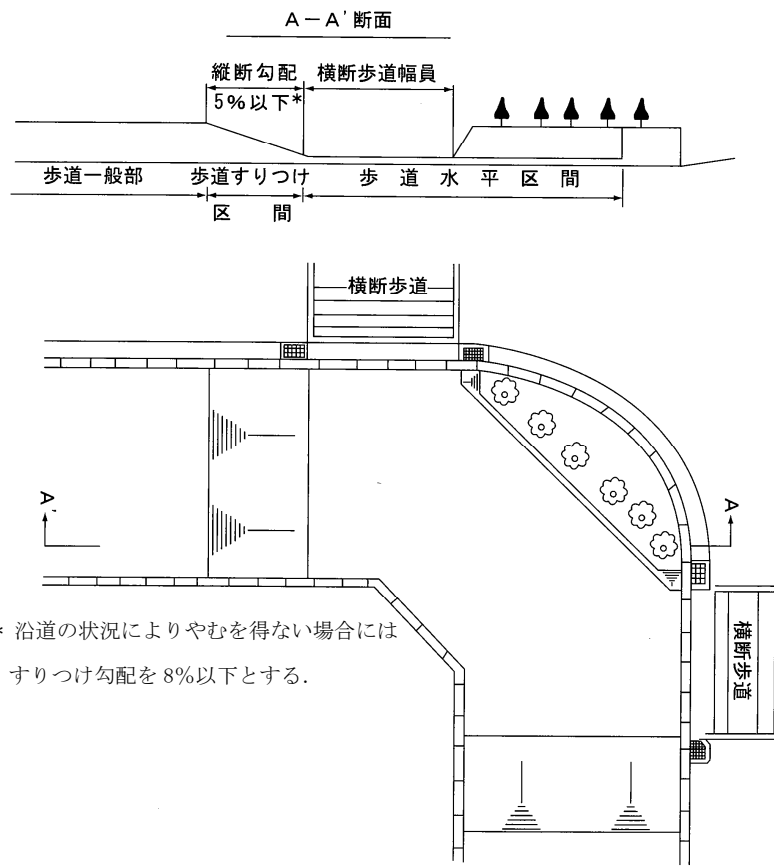 A－A'断面
縦断勾配 横断歩道幅員
5%以下*
歩道一般部 歩道すりつけ 歩道水平区間
区間
横断歩道
A'
A
横断歩道
* 沿道の状況によりやむを得ない場合には
すりつけ勾配を8%以下とする.